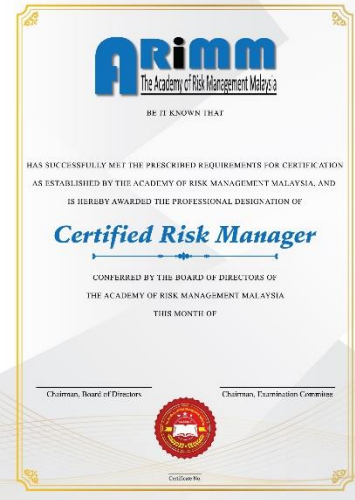 ARiMM
The Academy of Risk Management Malaysia
BE IT KNOWN THAT
HAS SUCCESSFULLY MET THE PRESCRIBED REQUIREMENTS FOR CERTIFICATION
AS ESTABLISHED BY THE ACADEMY OF RISK MANAGEMENT MALAYSIA, AND
IS HEREBY AWARDED THE PROFESSIONAL DESIGNATION OF
Certified Risk Manager
CONFERRED BY THE BOARD OF DIRECTORS OF
THE ACADEMY OF RISK MANAGEMENT MALAYSIA
THIS MONTH OF
Chairman, Board of Directors
Chairman, Examination Committee
Certificate No.